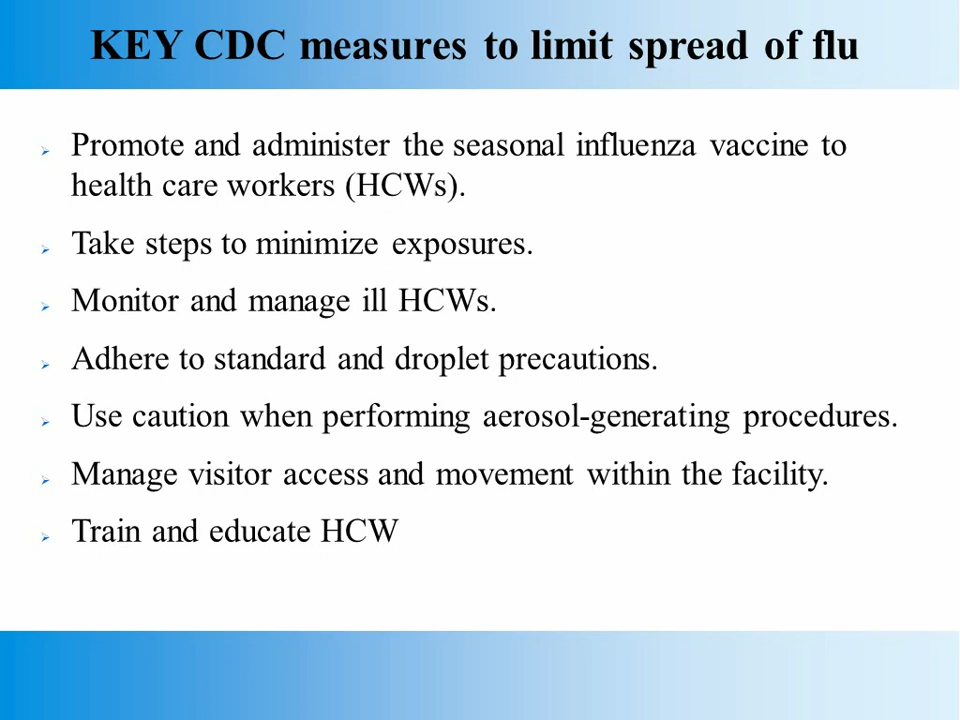 KEY CDC measures to limit spread of flu
Promote and administer the seasonal influenza vaccine to
health care workers (HCWs).
Take steps to minimize exposures.
Monitor and manage ill HCWs.
Adhere to standard and droplet precautions.
Use caution when performing aerosol-generating procedures.
Manage visitor access and movement within the facility.
Train and educate HCW